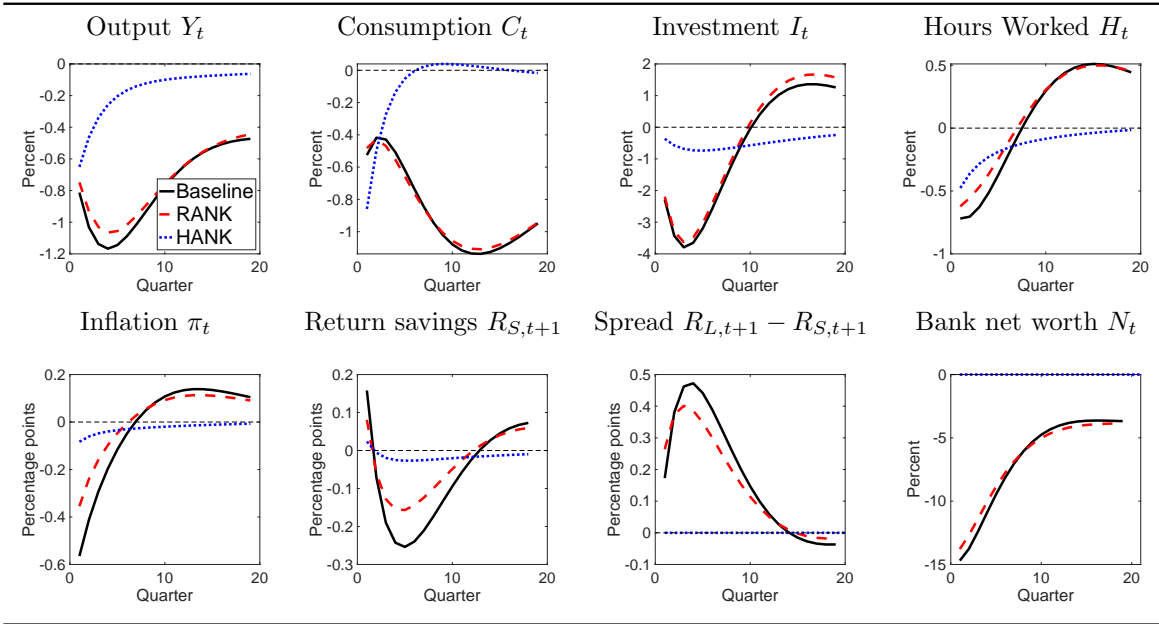 Output Y_t
Consumption C_t
Investment I_t
Hours Worked H_t
Percent
0
-0.2
-0.4
-0.6
-0.8
-1
-1.2
0
10
20
Quarter
Baseline
RANK
HANK
Percent
0
-0.2
-0.4
-0.6
-0.8
-1
0
10
20
Quarter
Percent
2
1
0
-1
-2
-3
-4
0
10
20
Quarter
Percent
0.5
0
-0.5
-1
0
10
20
Quarter
Inflation π_t
Return savings R_{S,t+1}
Spread R_{L,t+1} − R_{S,t+1}
Bank net worth N_t
Percentage points
0.2
0
-0.2
-0.4
-0.6
0
10
20
Quarter
Percentage points
0.2
0.1
0
-0.1
-0.2
-0.3
0
10
20
Quarter
Percentage points
0.5
0.4
0.3
0.2
0.1
0
-0.1
0
10
20
Quarter
Percent
0
-5
-10
-15
0
10
20
Quarter